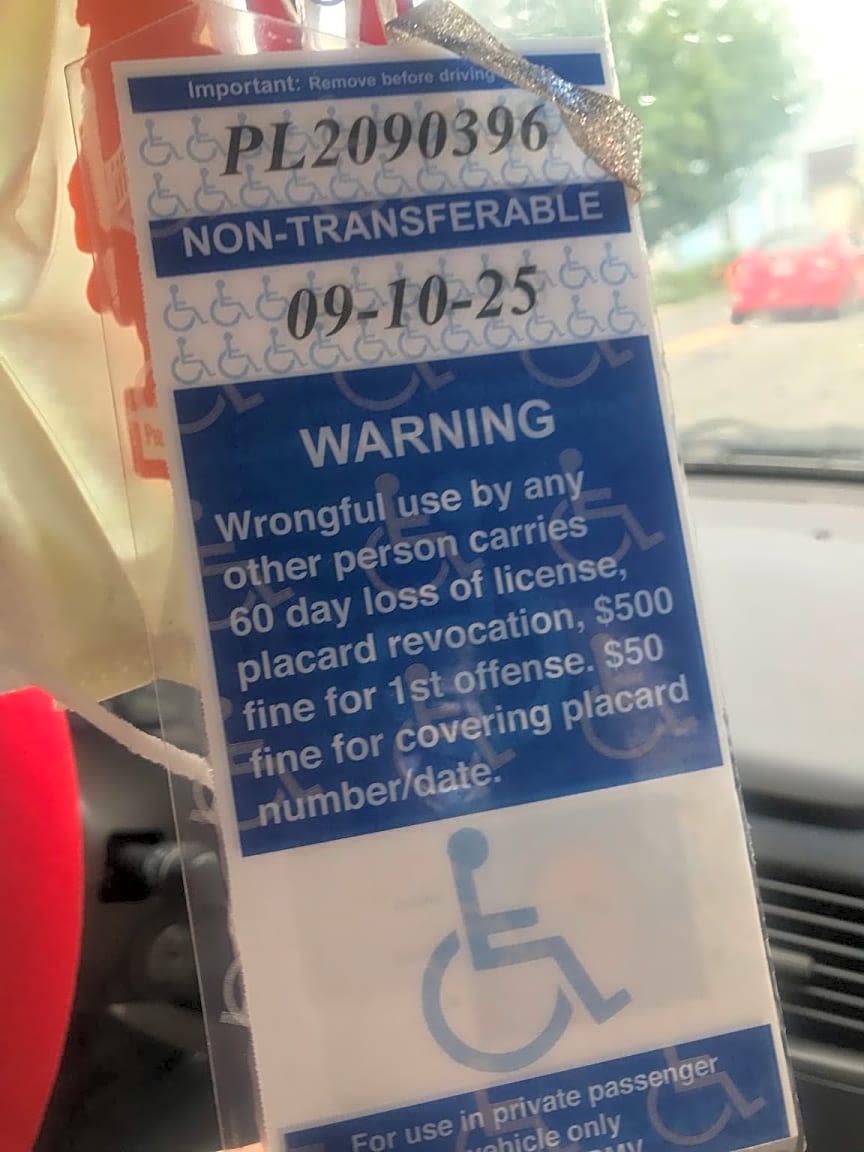 Important: Remove before driving
PL2090396
NON-TRANSFERABLE
09-10-25
WARNING
Wrongful use by any
other person carries
60 day loss of license,
placard revocation, $500
fine for 1st offense. $50
fine for covering placard
number/date.
For use in private passenger
vehicle only